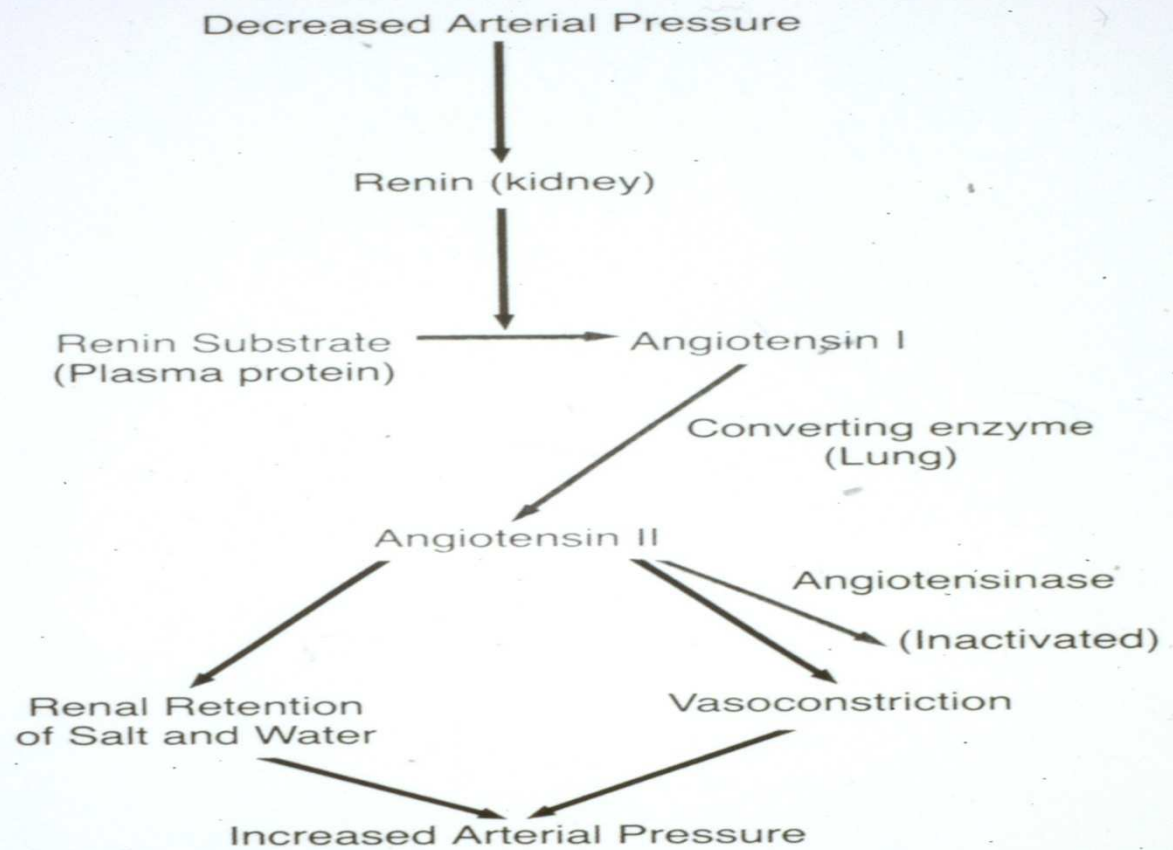 Decreased Arterial Pressure
Renin (kidney)
Renin Substrate
(Plasma protein)
Angiotensin I
Converting enzyme
(Lung)
Angiotensin II
Angiotensinase
(Inactivated)
Renal Retention
of Salt and Water
Vasoconstriction
Increased Arterial Pressure